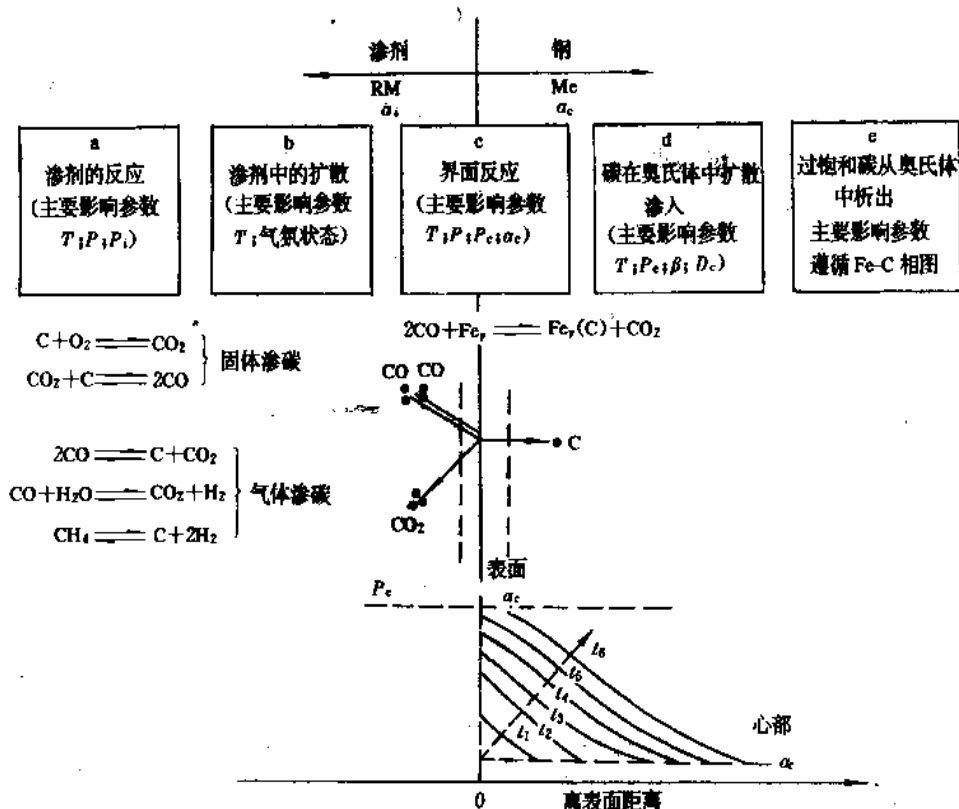 渗剂
钢
RM
Me
a
渗剂的反应
(主要影响参数
T;P;Pᵢ)
b
渗剂中的扩散
(主要影响参数
T;气氛状态)
c
界面反应
(主要影响参数
T;P;Pc;αc)
d
碳在奥氏体中扩散
渗入
(主要影响参数
T;Pc;β;Dc)
e
过饱和碳从奥氏体
中析出
主要影响参数
遵循 Fe-C 相图
C+O₂⇌CO₂
CO₂+C⇌2CO
固体渗碳
2CO+Feᵧ⇌Feᵧ(C)+CO₂
CO CO
C
CO₂
2CO⇌C+CO₂
CO+H₂O⇌CO₂+H₂
CH₄⇌C+2H₂
气体渗碳
表面
Pc
αc
t₁ t₂ t₃ t₄ t₅ t₆
心部
0
离表面距离